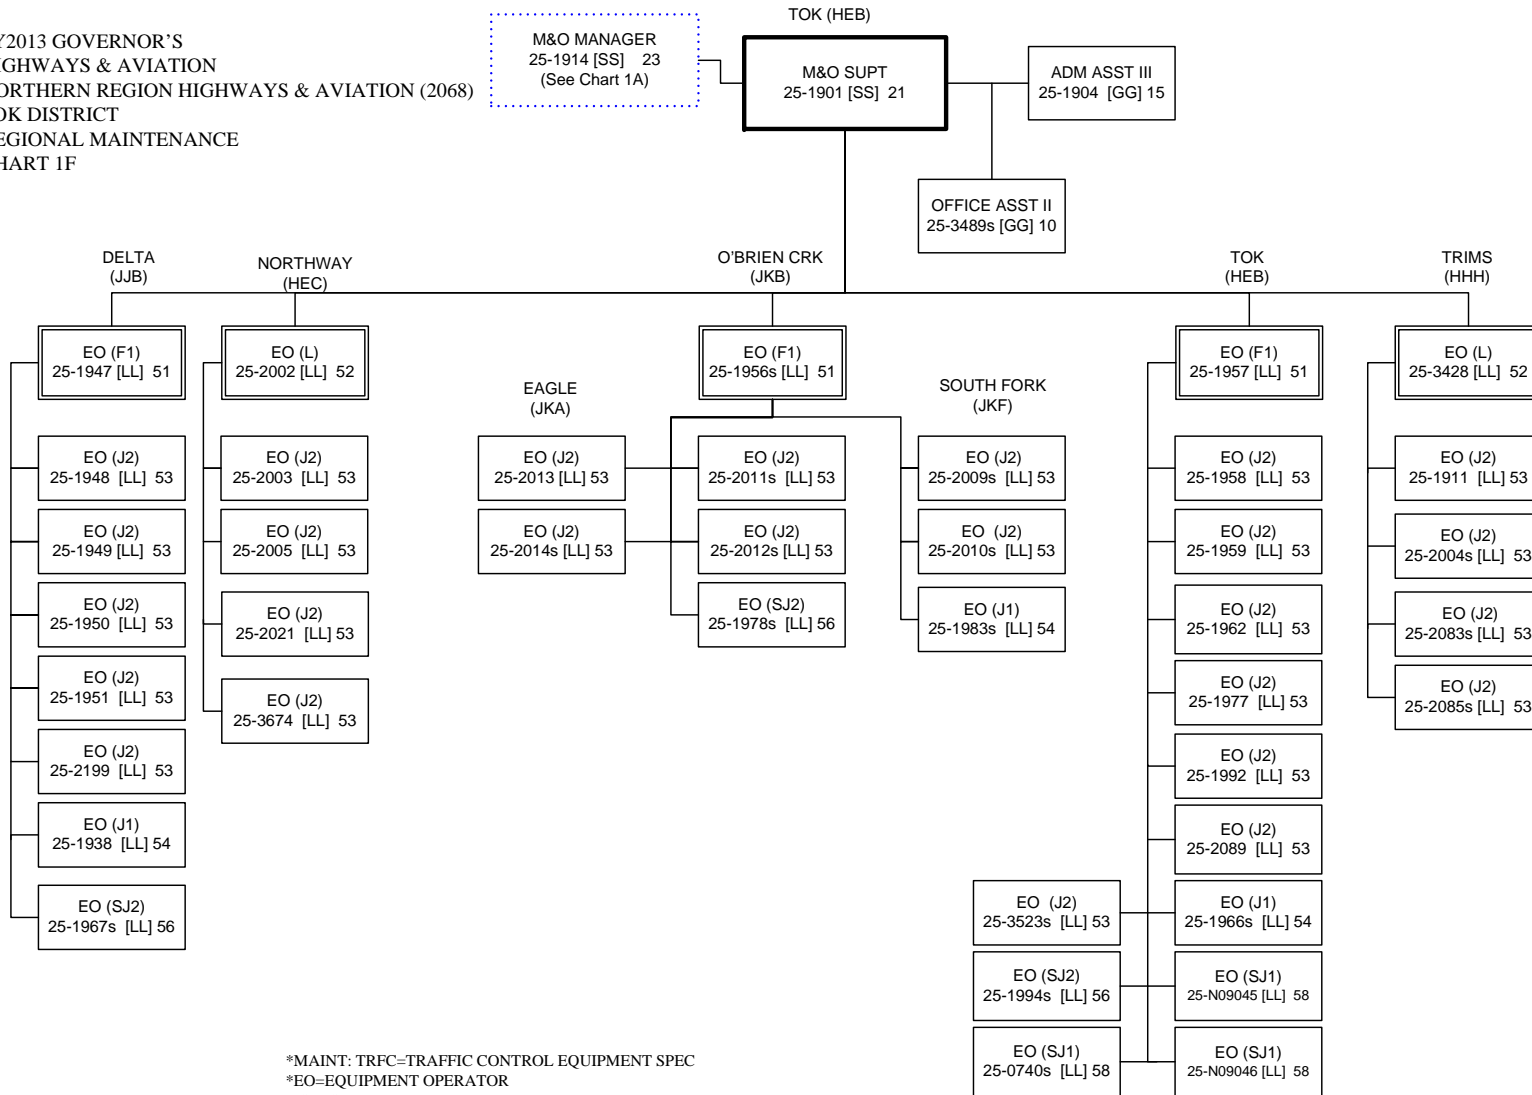 Y2013 GOVERNOR'S
IGHWAYS & AVIATION
ORTHERN REGION HIGHWAYS & AVIATION (2068)
OK DISTRICT
EGIONAL MAINTENANCE
HART 1F
M&O MANAGER
25-1914 [SS] 23
(See Chart 1A)
TOK (HEB)
M&O SUPT
25-1901 [SS] 21
ADM ASST III
25-1904 [GG] 15
OFFICE ASST II
25-3489s [GG] 10
DELTA
(JJB)
EO (F1)
25-1947 [LL] 51
EO (J2)
25-1948 [LL] 53
EO (J2)
25-1949 [LL] 53
EO (J2)
25-1950 [LL] 53
EO (J2)
25-1951 [LL] 53
EO (J2)
25-2199 [LL] 53
EO (J1)
25-1938 [LL] 54
EO (SJ2)
25-1967s [LL] 56
NORTHWAY
(HEC)
EO (L)
25-2002 [LL] 52
EO (J2)
25-2003 [LL] 53
EO (J2)
25-2005 [LL] 53
EO (J2)
25-2021 [LL] 53
EO (J2)
25-3674 [LL] 53
O'BRIEN CRK
(JKB)
EO (F1)
25-1956s [LL] 51
EAGLE
(JKA)
EO (J2)
25-2013 [LL] 53
EO (J2)
25-2014s [LL] 53
EO (J2)
25-2011s [LL] 53
EO (J2)
25-2012s [LL] 53
EO (SJ2)
25-1978s [LL] 56
SOUTH FORK
(JKF)
EO (J2)
25-2009s [LL] 53
EO (J2)
25-2010s [LL] 53
EO (J1)
25-1983s [LL] 54
TOK
(HEB)
EO (F1)
25-1957 [LL] 51
EO (J2)
25-1958 [LL] 53
EO (J2)
25-1959 [LL] 53
EO (J2)
25-1962 [LL] 53
EO (J2)
25-1977 [LL] 53
EO (J2)
25-1992 [LL] 53
EO (J2)
25-2089 [LL] 53
EO (J2)
25-3523s [LL] 53
EO (J1)
25-1966s [LL] 54
EO (SJ2)
25-1994s [LL] 56
EO (SJ1)
25-N09045 [LL] 58
EO (SJ1)
25-0740s [LL] 58
EO (SJ1)
25-N09046 [LL] 58
TRIMS
(HHH)
EO (L)
25-3428 [LL] 52
EO (J2)
25-1911 [LL] 53
EO (J2)
25-2004s [LL] 53
EO (J2)
25-2083s [LL] 53
EO (J2)
25-2085s [LL] 53
*MAINT: TRFC=TRAFFIC CONTROL EQUIPMENT SPEC
*EO=EQUIPMENT OPERATOR